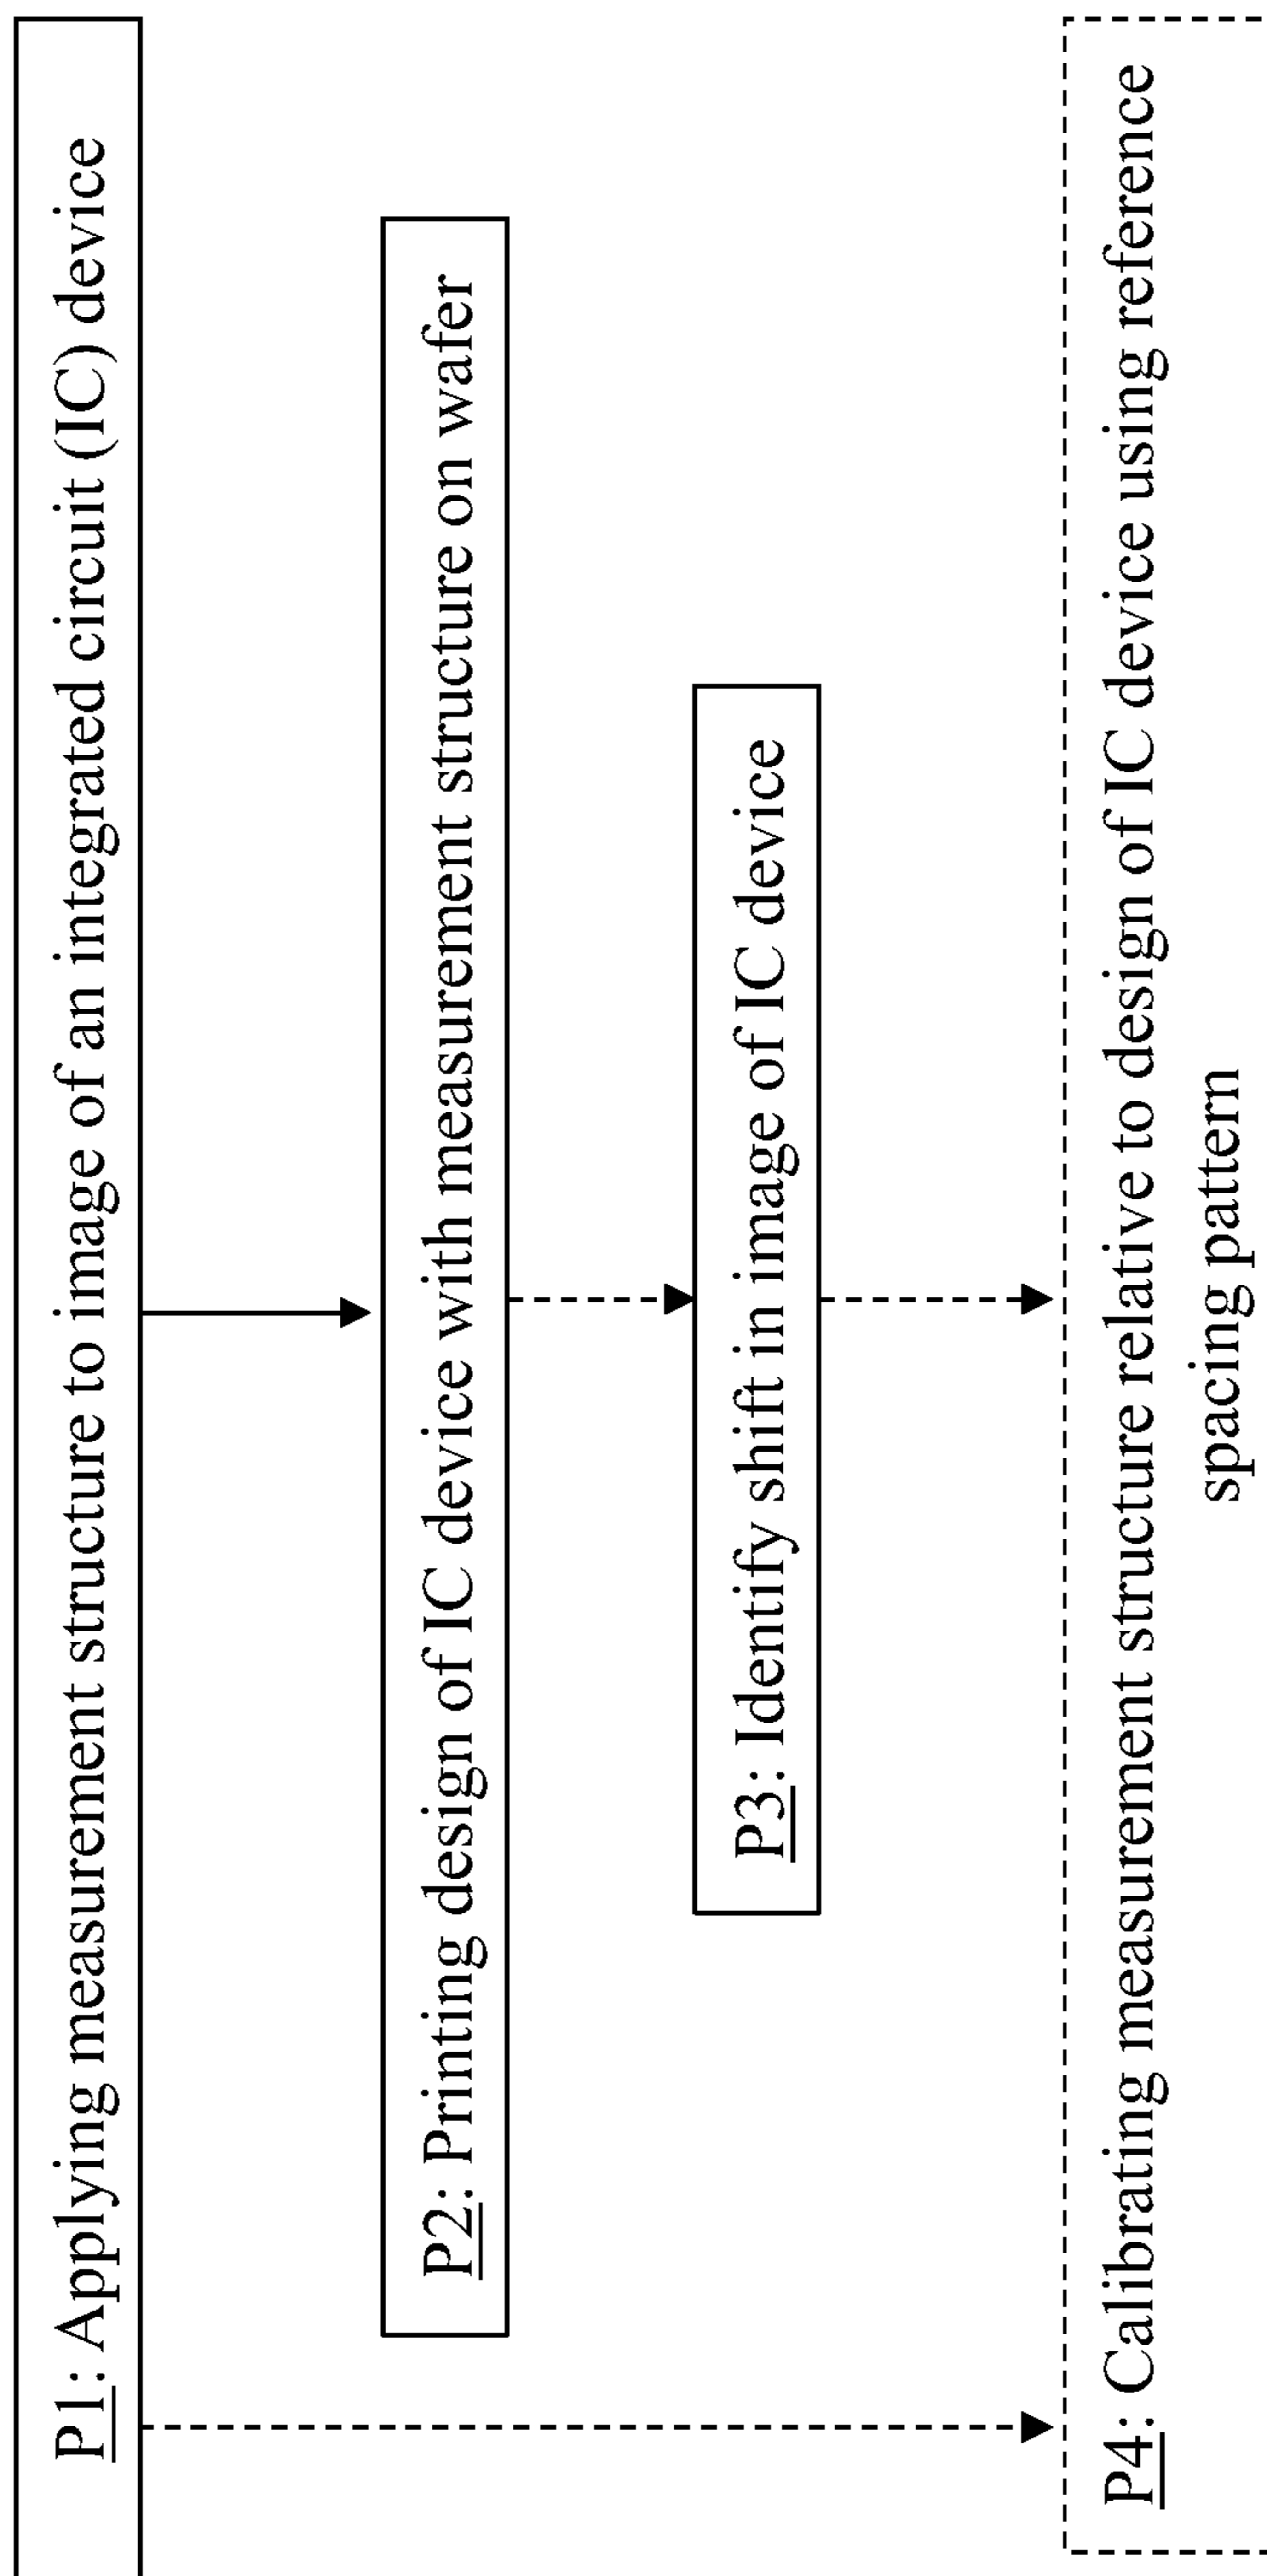 P1: Applying measurement structure to image of an integrated circuit (IC) device
P2: Printing design of IC device with measurement structure on wafer
P3: Identify shift in image of IC device
P4: Calibrating measurement structure relative to design of IC device using reference
spacing pattern